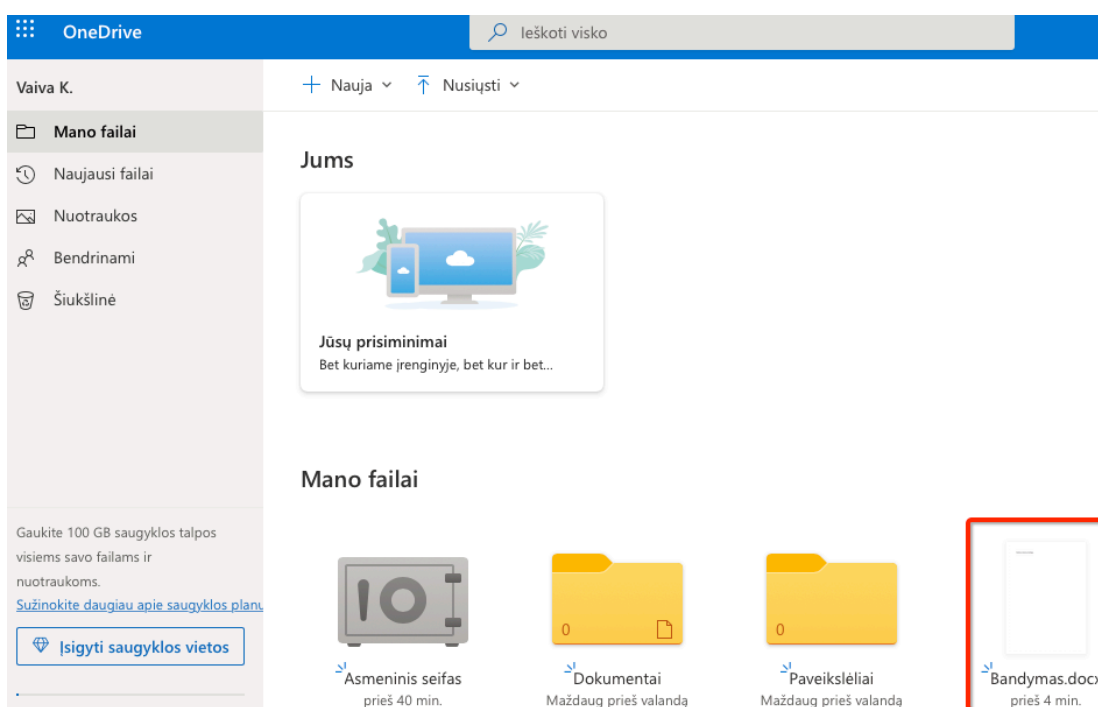 OneDrive
Ieškoti visko
Vaiva K.
Nauja
Nusiųsti
Mano failai
Naujausi failai
Nuotraukos
Bendrinami
Šiukšlinė
Jums
Jūsų prisiminimai
Bet kuriame įrenginyje, bet kur ir bet...
Mano failai
Gaukite 100 GB saugyklos talpos
visiems savo failams ir
nuotraukoms.
Sužinokite daugiau apie saugyklos planu
Įsigyti saugyklos vietos
0
0
Asmeninis seifas
Dokumentai
Paveikslėliai
Bandymas.docx
prieš 40 min.
Maždaug prieš valandą
Maždaug prieš valandą
prieš 4 min.